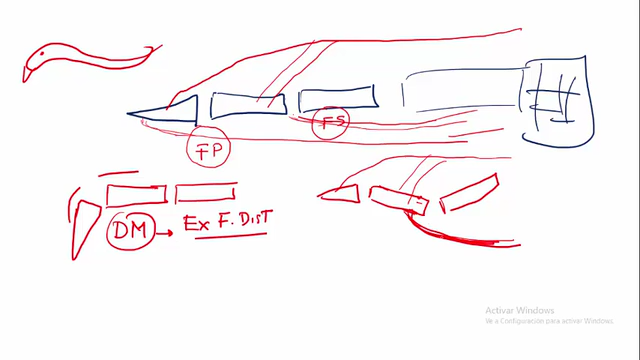 FP
FS
DM → Ex F. DisT
Activar Windows
Ve a Configuración para activar Windows.